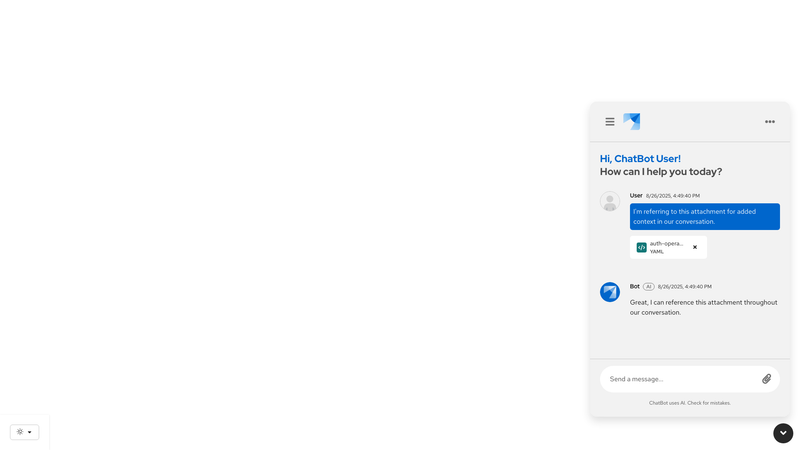 Hi, ChatBot User!
How can I help you today?
User 8/26/2025, 4:49:40 PM
I'm referring to this attachment for added
context in our conversation.
auth-opera...
YAML
Bot AI 8/26/2025, 4:49:40 PM
Great, I can reference this attachment throughout
our conversation.
Send a message...
ChatBot uses AI. Check for mistakes.